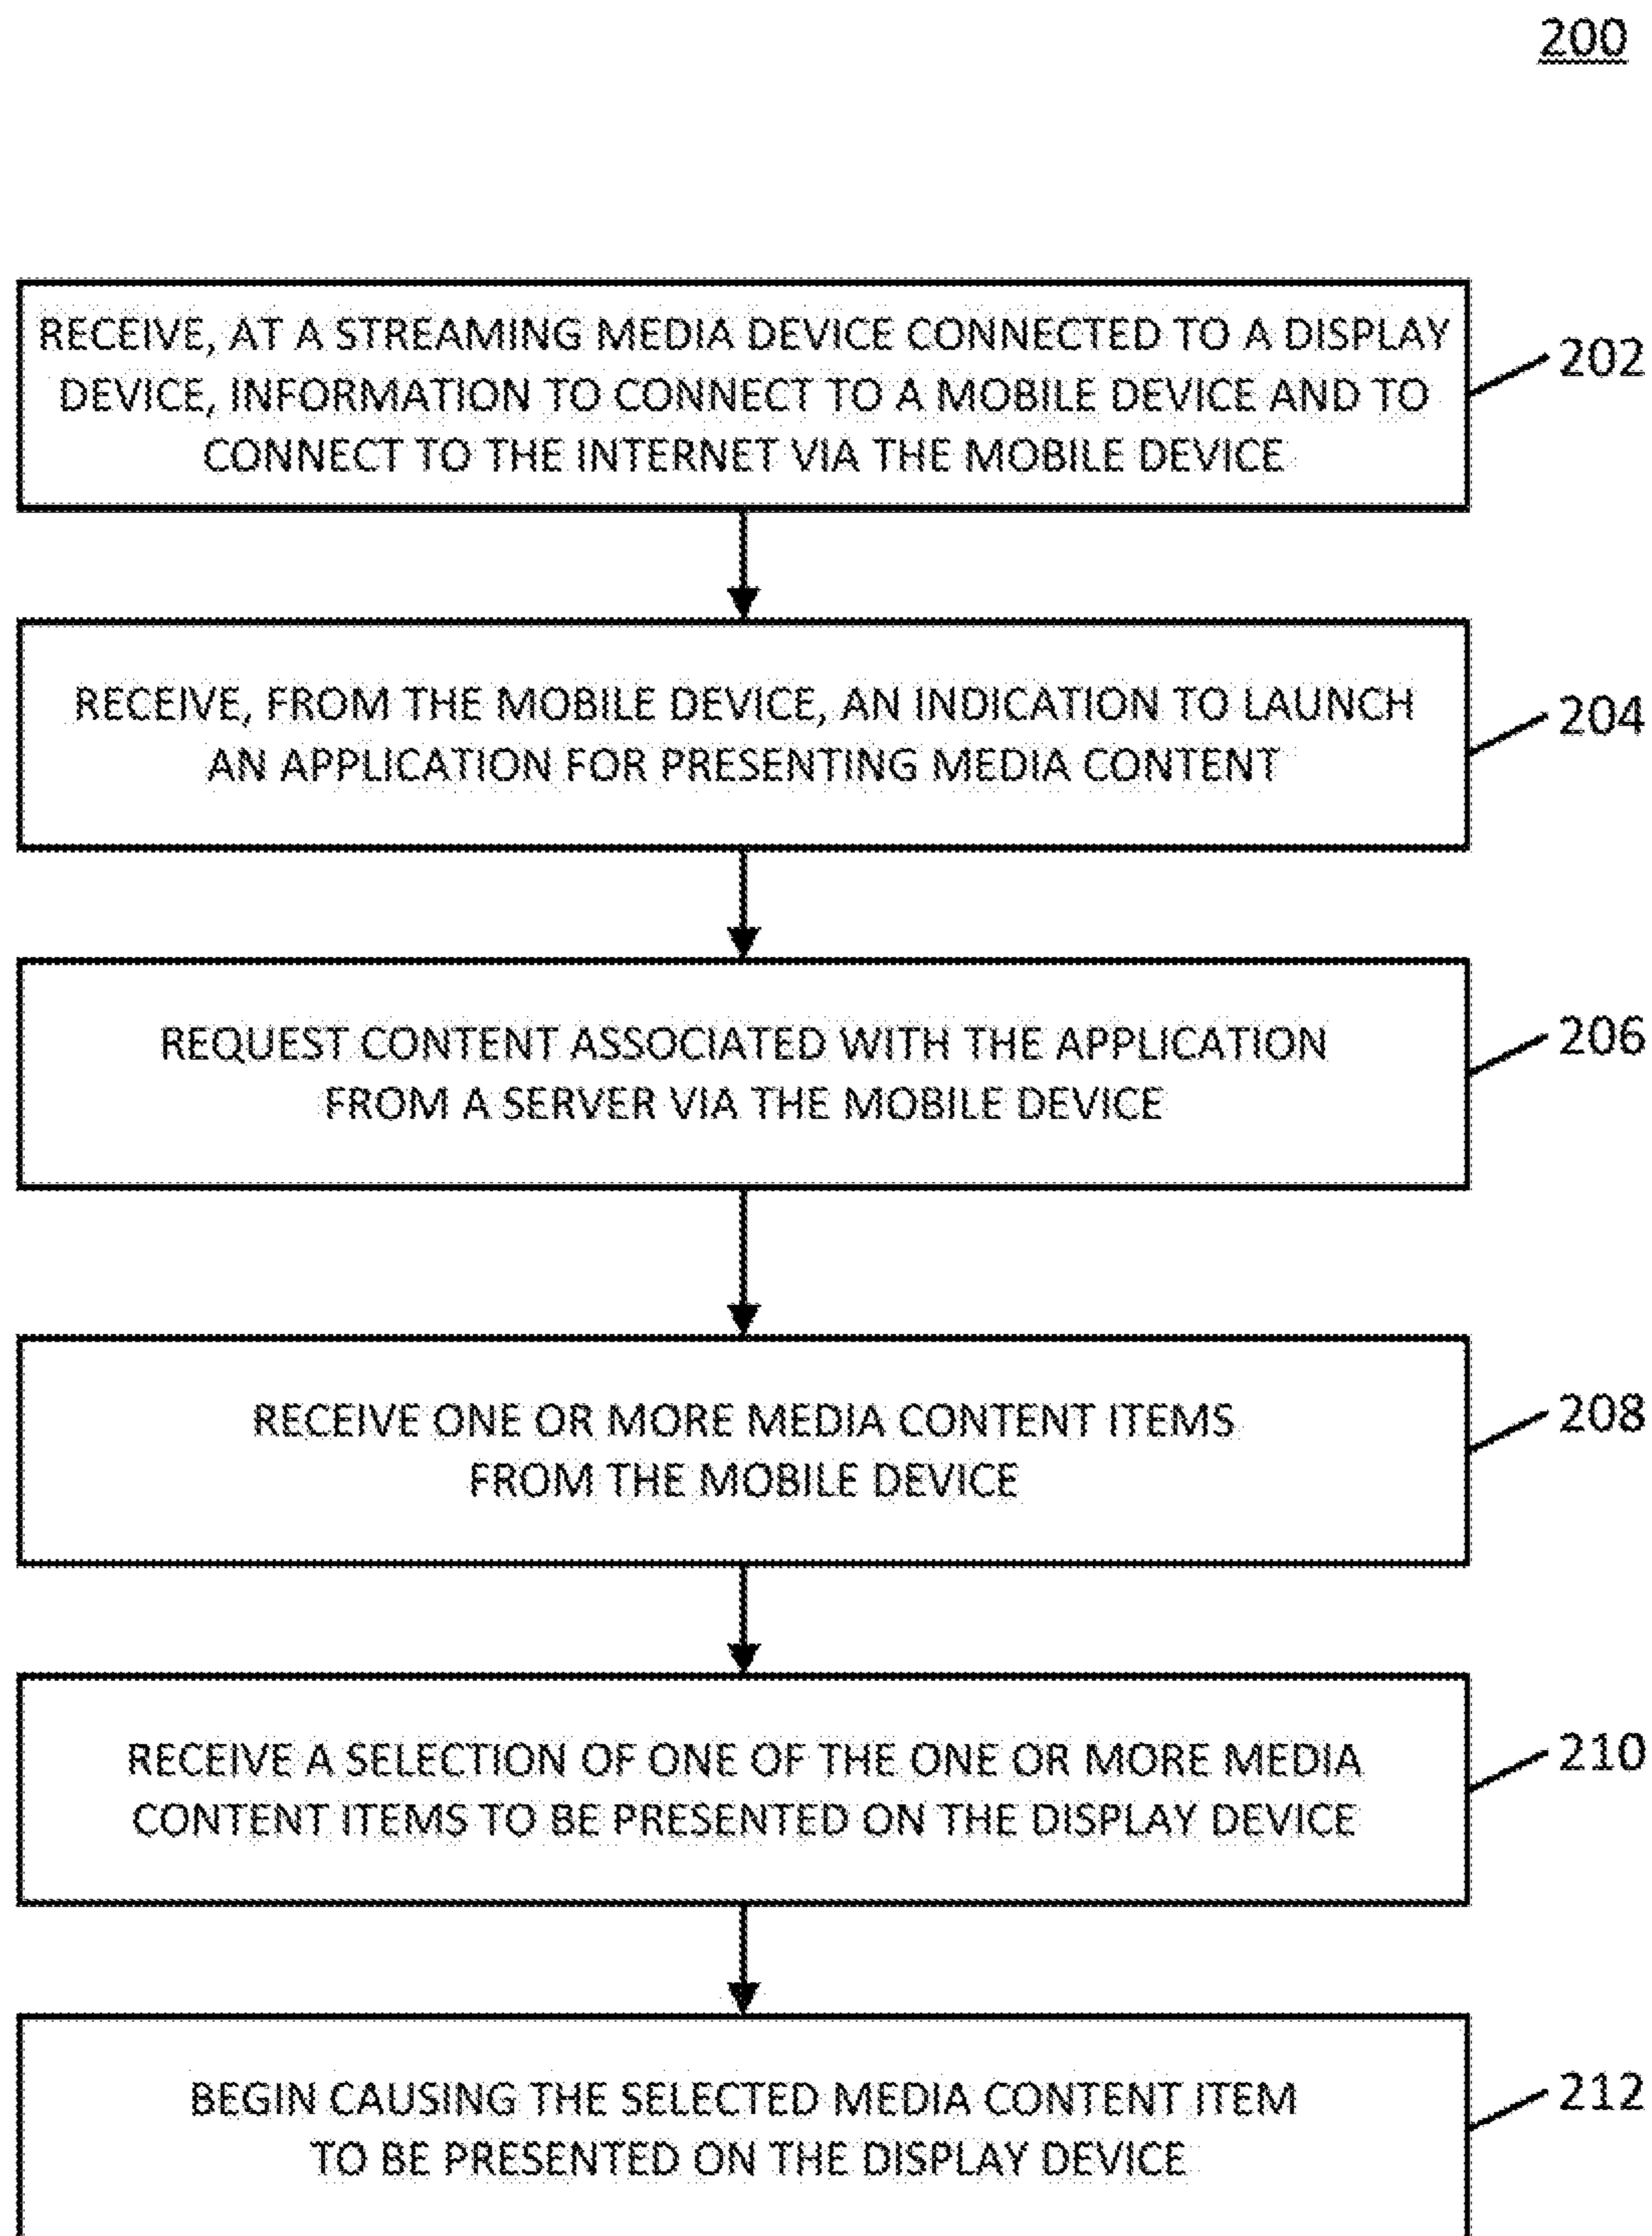 200
RECEIVE, AT A STREAMING MEDIA DEVICE CONNECTED TO A DISPLAY
DEVICE, INFORMATION TO CONNECT TO A MOBILE DEVICE AND TO
CONNECT TO THE INTERNET VIA THE MOBILE DEVICE
202
RECEIVE, FROM THE MOBILE DEVICE, AN INDICATION TO LAUNCH
AN APPLICATION FOR PRESENTING MEDIA CONTENT
204
REQUEST CONTENT ASSOCIATED WITH THE APPLICATION
FROM A SERVER VIA THE MOBILE DEVICE
206
RECEIVE ONE OR MORE MEDIA CONTENT ITEMS
FROM THE MOBILE DEVICE
208
RECEIVE A SELECTION OF ONE OF THE ONE OR MORE MEDIA
CONTENT ITEMS TO BE PRESENTED ON THE DISPLAY DEVICE
210
BEGIN CAUSING THE SELECTED MEDIA CONTENT ITEM
TO BE PRESENTED ON THE DISPLAY DEVICE
212